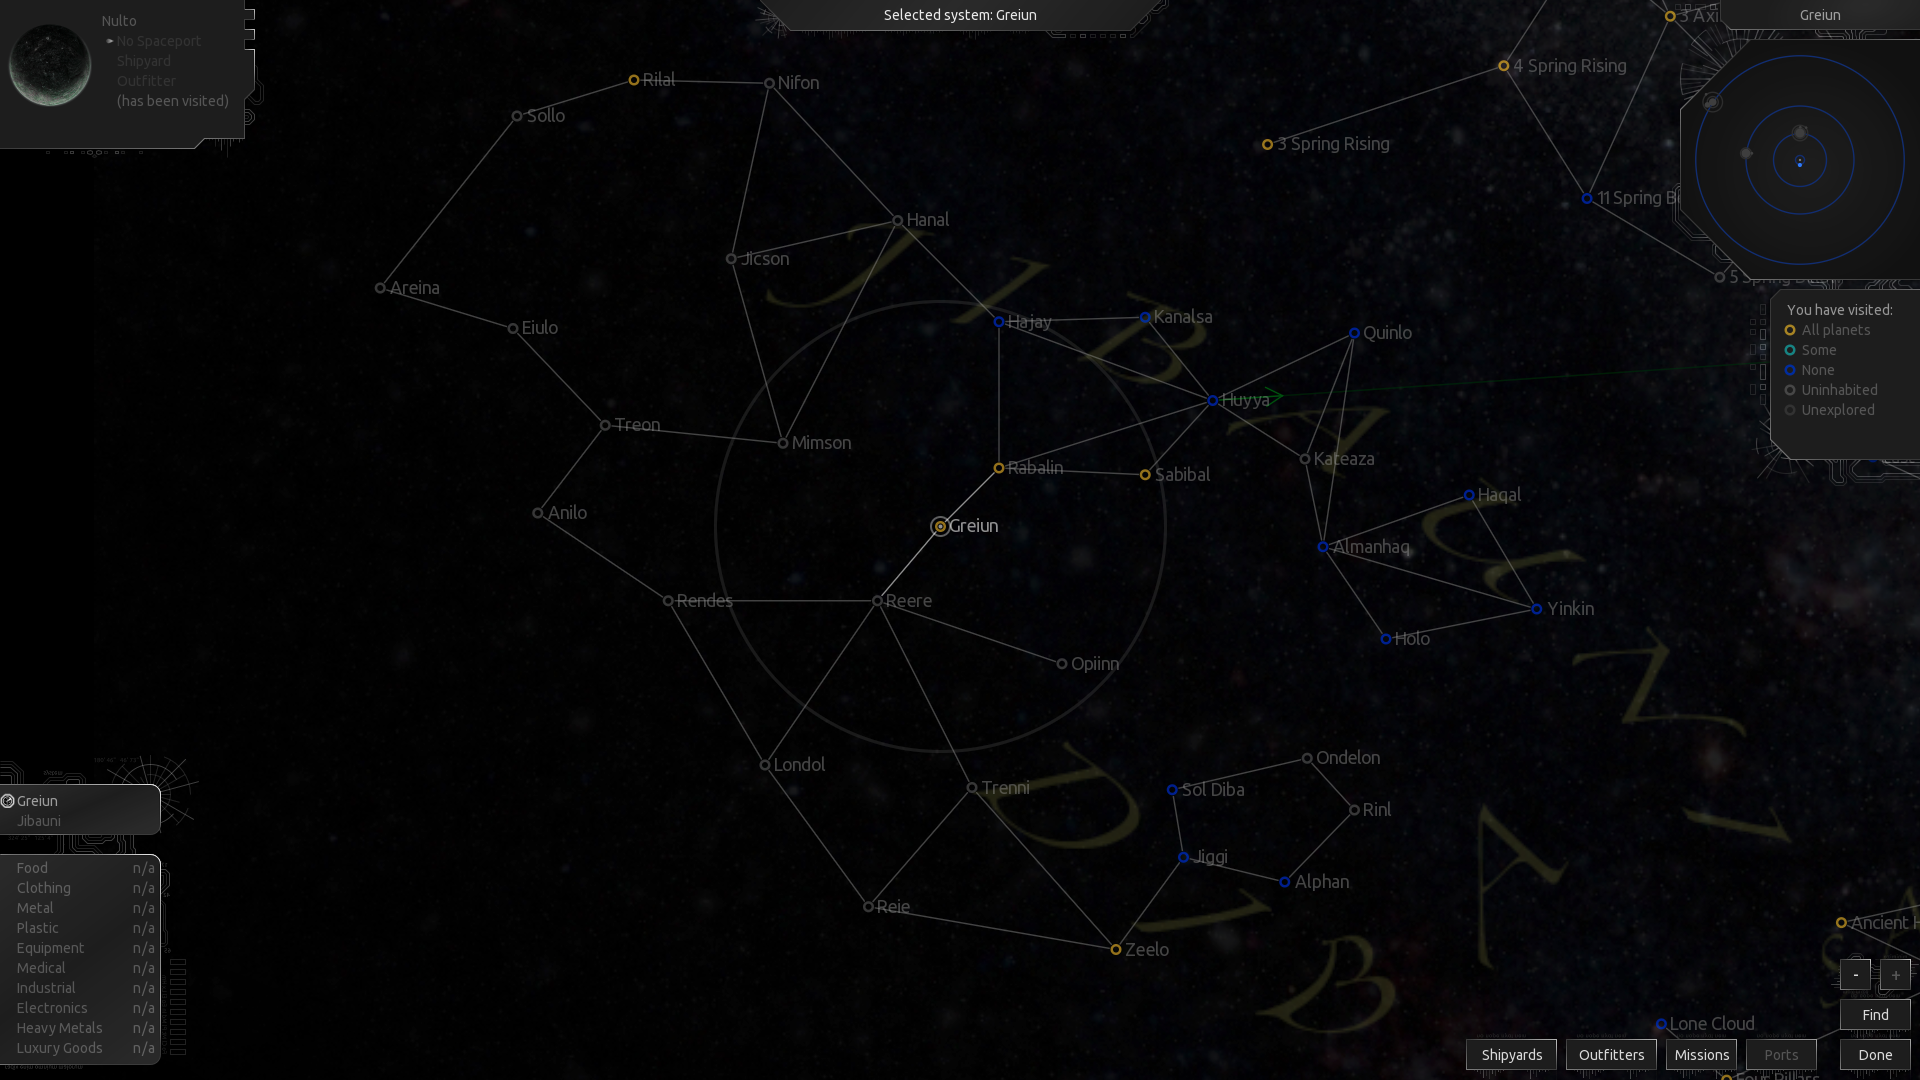 Nulto
No Spaceport
Shipyard
Outfitter
(has been visited)
Selected system: Greiun
Greiun
3 Axi
4 Spring Rising
Rilal
Nifon
Sollo
3 Spring Rising
11 Spring B
Hanal
Jicson
5 Spring
Areina
You have visited:
All planets
Some
None
Uninhabited
Unexplored
Eiulo
Hajay
Kanalsa
Quinlo
Huyya
Treon
Mimson
Kateaza
Rabalin
Sabibal
Haqal
Anilo
Greiun
Almanhaq
Rendes
Reere
Yinkin
Holo
Opiinn
Londol
Ondelon
Trenni
Sol Diba
Rinl
Greiun
Jibauni
Jiggi
Alphan
Reie
Zeelo
Ancient H
JIBAUNI
DIBA
Food n/a
Clothing n/a
Metal n/a
Plastic n/a
Equipment n/a
Medical n/a
Industrial n/a
Electronics n/a
Heavy Metals n/a
Luxury Goods n/a
- +
Find
Lone Cloud
Shipyards Outfitters Missions Ports Done
Four Pillars